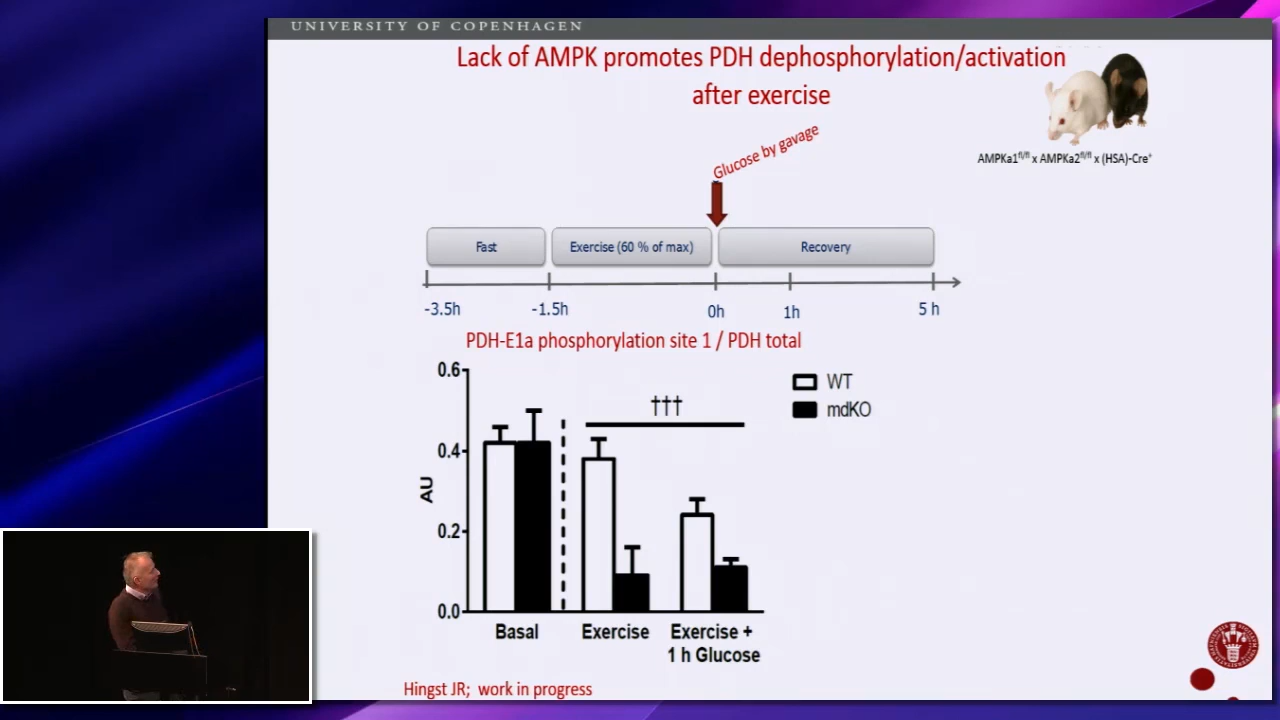 UNIVERSITY OF COPENHAGEN
Lack of AMPK promotes PDH dephosphorylation/activation
after exercise
Glucose by gavage
AMPKa1fl/fl x AMPKa2fl/fl x (HSA)-Cre+
Fast
Exercise (60 % of max)
Recovery
-3.5h
-1.5h
0h
1h
5 h
PDH-E1a phosphorylation site 1 / PDH total
0.6
0.4
0.2
0.0
AU
†††
WT
mdKO
Basal
Exercise
Exercise +
1 h Glucose
Hingst JR; work in progress